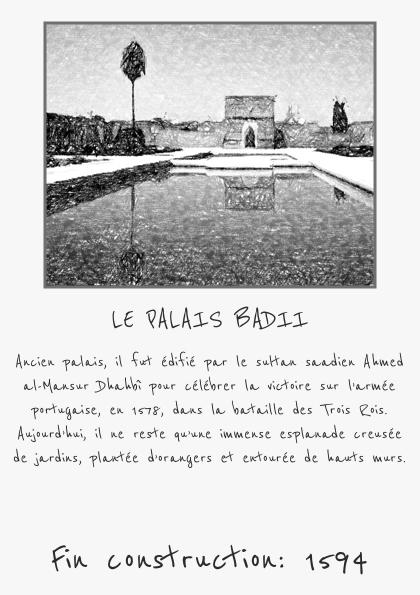 LE PALAIS BADII
Ancien palais, il fut édifié par le sultan saadien Ahmed
al-Mansur Dhahbî pour célébrer la victoire sur l'armée
portugaise, en 1578, dans la bataille des Trois Rois.
Aujourd'hui, il ne reste qu'une immense esplanade creusée
de jardins, plantée d'orangers et entourée de hauts murs.
Fin construction: 1594